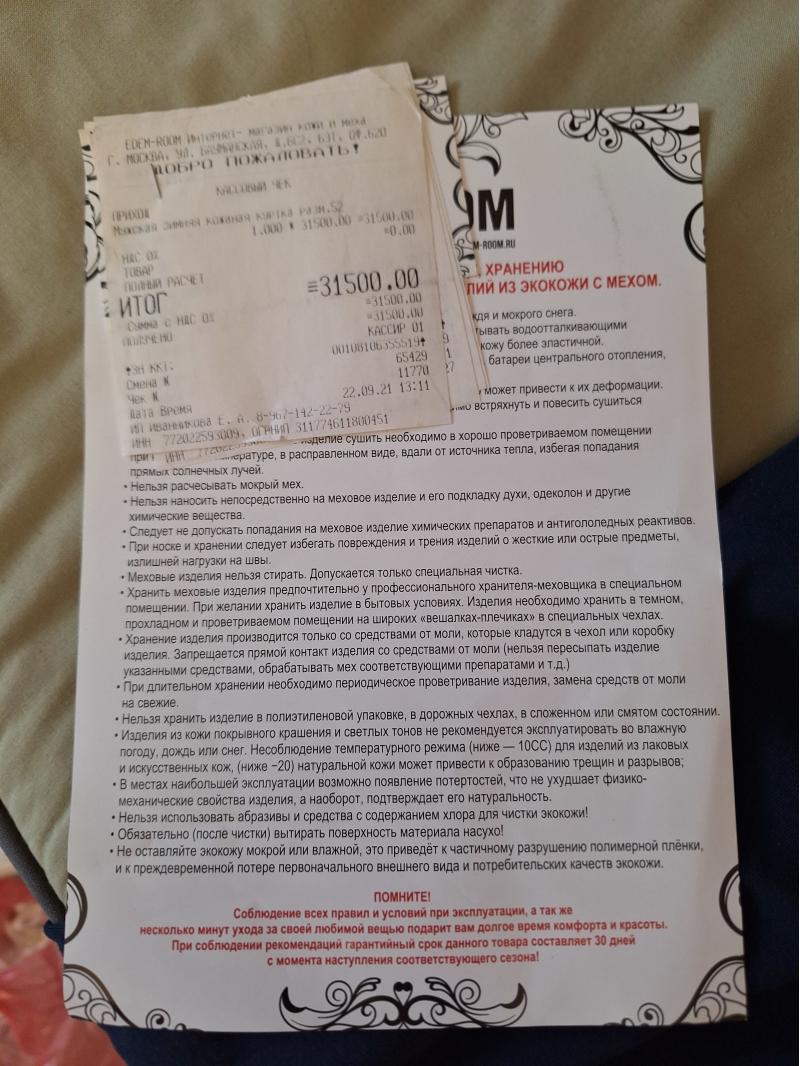 EDEM-ROOM Интернет- магазин кожи и меха
Г. МОСКВА, УЛ. БАУМАНСКАЯ, Д.6С2, ЭТ, ОФ.620
ДОБРО ПОЖАЛОВАТЬ!
КАССОВЫЙ ЧЕК
ПРИХОД
Мужская зимняя кожаная куртка разм.52
1.000 * 31500.00 =31500.00
НДС 0% =0.00
ТОВАР
ПОЛНЫЙ РАСЧЕТ
ИТОГ ≡31500.00
Сумма с НДС 0% =31500.00
ПОЛУЧЕНО =31500.00
КАССИР 01
*ЗН ККТ: 00108106355519*
Смена № 65429
Чек № 11770
Дата Время 22.09.21 13:11
ИП Иванникова Е. А. 8-967-142-22-79
ИНН 772022593009, ОГРНИП 311774611800451
ОМ
M-ROOM.RU
, ХРАНЕНИЮ
ЛИЙ ИЗ ЭКОКОЖИ С МЕХОМ.
ждя и мокрого снега.
тывать водоотталкивающими
кожу более эластичной.
батареи центрального отопления,
может привести к их деформации.
встряхнуть и повесить сушиться
изделие сушить необходимо в хорошо проветриваемом помещении
при пературе, в расправленном виде, вдали от источника тепла, избегая попадания
прямых солнечных лучей.
• Нельзя расчесывать мокрый мех.
• Нельзя наносить непосредственно на меховое изделие и его подкладку духи, одеколон и другие
химические вещества.
• Следует не допускать попадания на меховое изделие химических препаратов и антигололедных реактивов.
• При носке и хранении следует избегать повреждения и трения изделий о жесткие или острые предметы,
излишней нагрузки на швы.
• Меховые изделия нельзя стирать. Допускается только специальная чистка.
• Хранить меховые изделия предпочтительно у профессионального хранителя-меховщика в специальном
помещении. При желании хранить изделие в бытовых условиях. Изделия необходимо хранить в темном,
прохладном и проветриваемом помещении на широких «вешалках-плечиках» в специальных чехлах.
• Хранение изделия производится только со средствами от моли, которые кладутся в чехол или коробку
изделия. Запрещается прямой контакт изделия со средствами от моли (нельзя пересыпать изделие
указанными средствами, обрабатывать мех соответствующими препаратами и т.д.)
• При длительном хранении необходимо периодическое проветривание изделия, замена средств от моли
на свежие.
• Нельзя хранить изделие в полиэтиленовой упаковке, в дорожных чехлах, в сложенном или смятом состоянии.
• Изделия из кожи покрывного крашения и светлых тонов не рекомендуется эксплуатировать во влажную
погоду, дождь или снег. Несоблюдение температурного режима (ниже — 10СС) для изделий из лаковых
и искусственных кож, (ниже −20) натуральной кожи может привести к образованию трещин и разрывов;
• В местах наибольшей эксплуатации возможно появление потертостей, что не ухудшает физико-
механические свойства изделия, а наоборот, подтверждает его натуральность.
• Нельзя использовать абразивы и средства с содержанием хлора для чистки экокожи!
• Обязательно (после чистки) вытирать поверхность материала насухо!
• Не оставляйте экокожу мокрой или влажной, это приведёт к частичному разрушению полимерной плёнки,
и к преждевременной потере первоначального внешнего вида и потребительских качеств экокожи.
ПОМНИТЕ!
Соблюдение всех правил и условий при эксплуатации, а так же
несколько минут ухода за своей любимой вещью подарит вам долгое время комфорта и красоты.
При соблюдении рекомендаций гарантийный срок данного товара составляет 30 дней
с момента наступления соответствующего сезона!